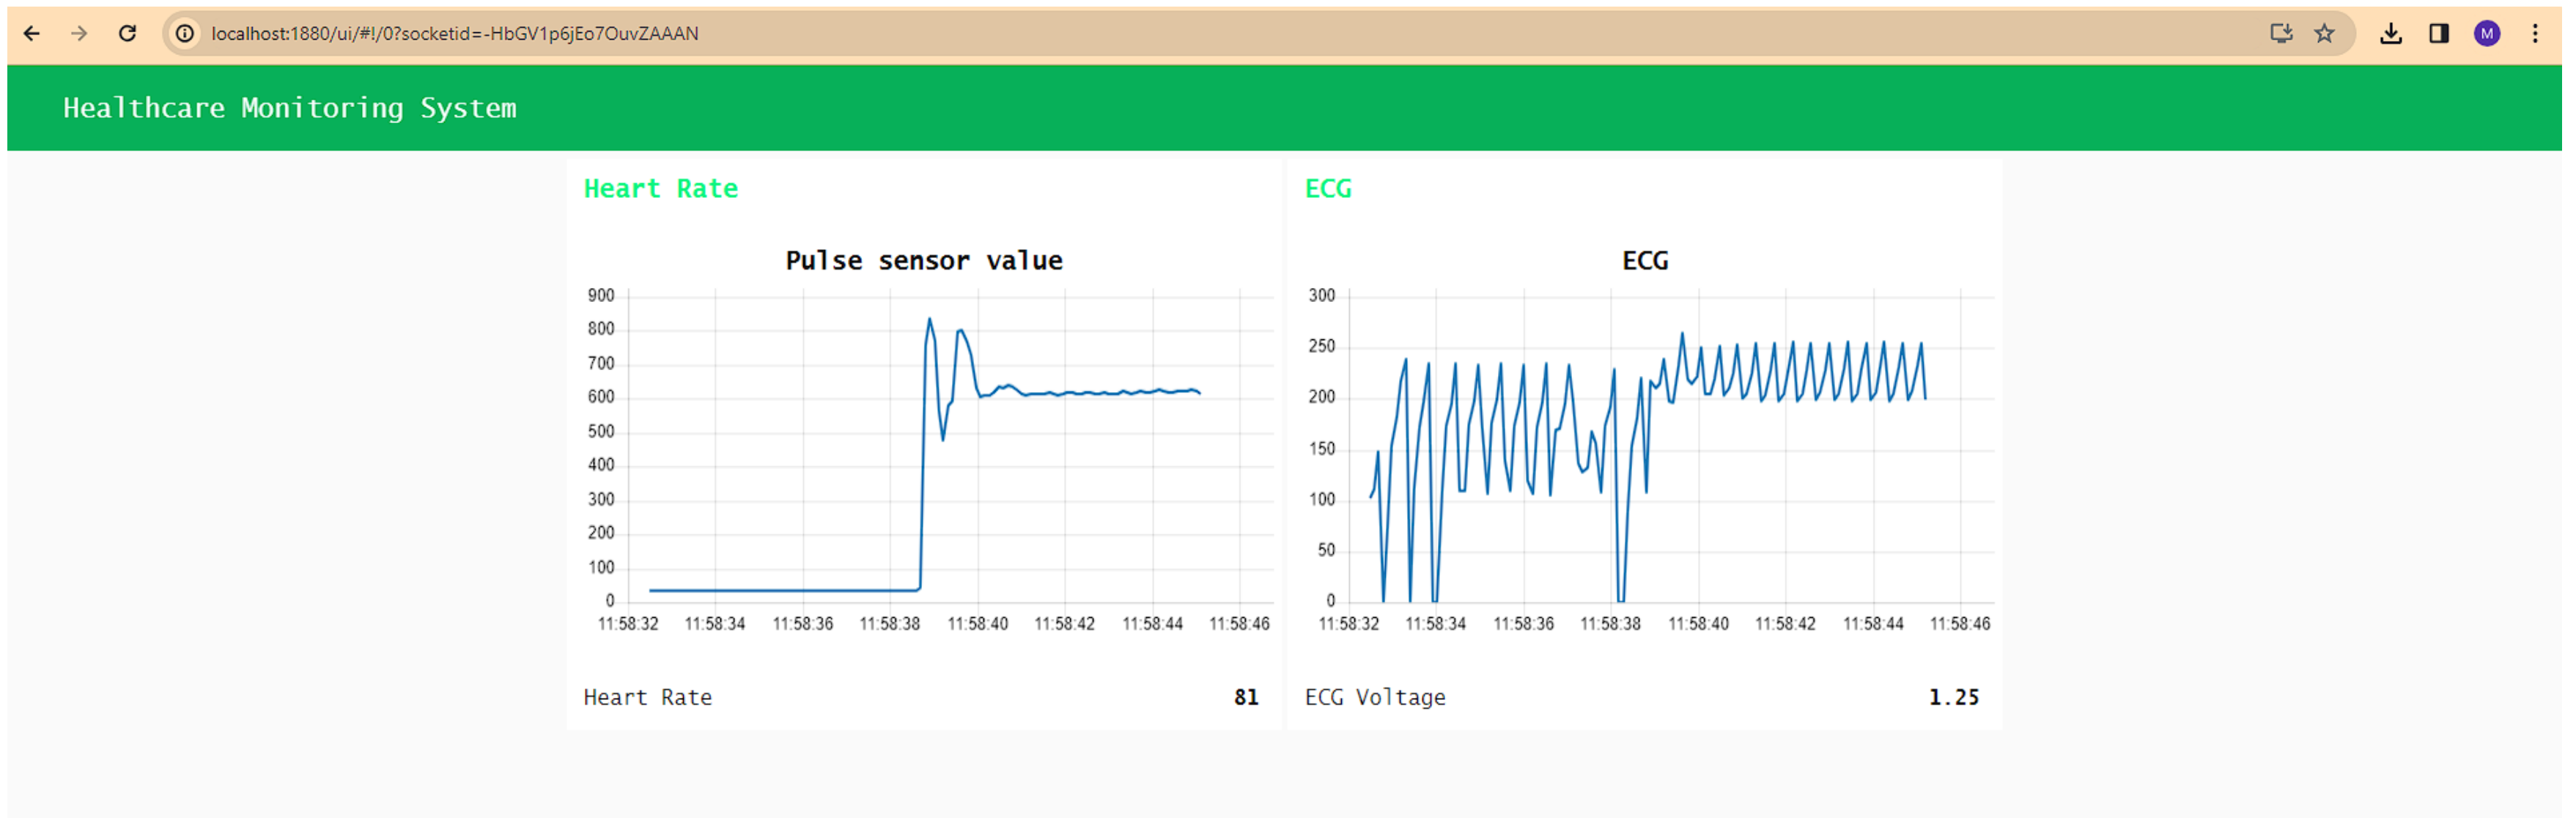 localhost:1880/ui/#!/0?socketid=-HbGV1p6jEo7OuvZAAAN
M
Healthcare Monitoring System
Heart Rate
Pulse sensor value
900
800
700
600
500
400
300
200
100
0
11:58:32 11:58:34 11:58:36 11:58:38 11:58:40 11:58:42 11:58:44 11:58:46
Heart Rate 81
ECG
ECG
300
250
200
150
100
50
0
11:58:32 11:58:34 11:58:36 11:58:38 11:58:40 11:58:42 11:58:44 11:58:46
ECG Voltage 1.25